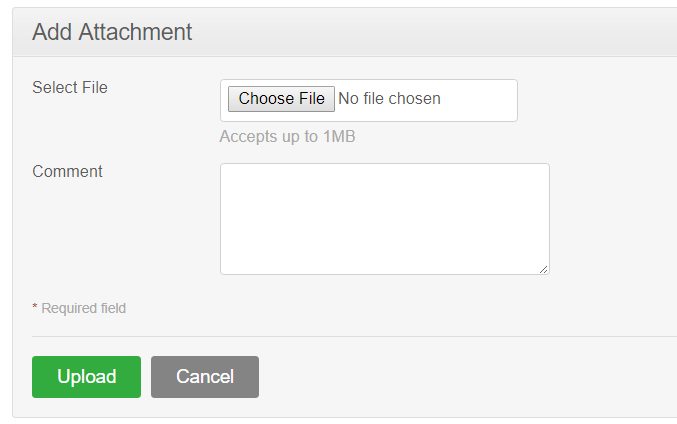 Add Attachment
Select File
Choose File No file chosen
Accepts up to 1MB
Comment
* Required field
Upload Cancel